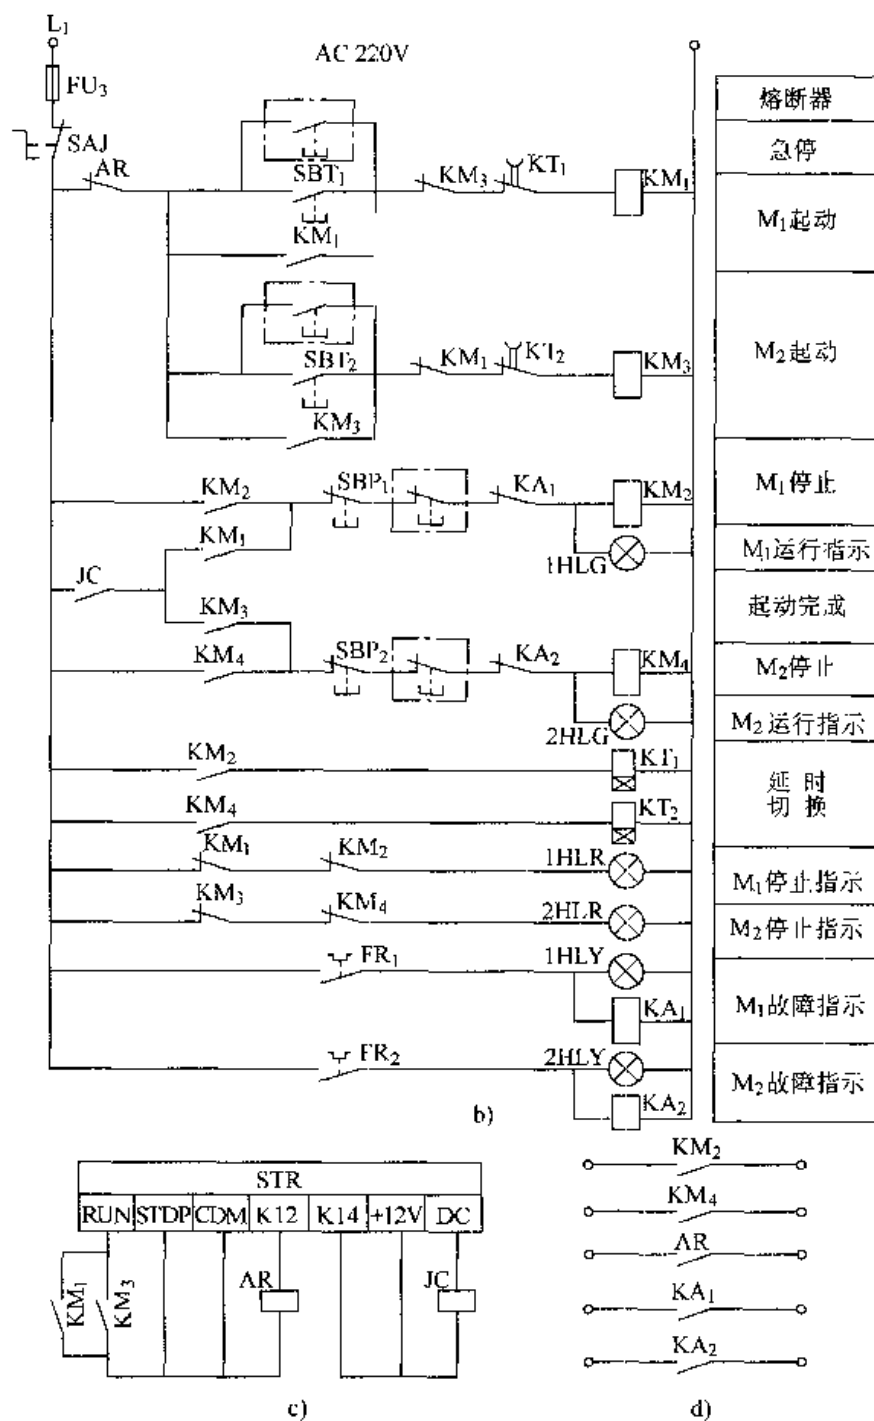 L₁
AC 220V
FU₃
熔断器
SAJ
急停
AR
SBT₁
KM₃
KT₁
KM₁
M₁起动
KM₁
SBT₂
KM₁
KT₂
KM₃
M₂起动
KM₃
KM₂
SBP₁
KA₁
KM₂
M₁停止
KM₁
1HLG
M₁运行指示
JC
起动完成
KM₃
KM₄
SBP₂
KA₂
KM₄
M₂停止
2HLG
M₂运行指示
KM₂
KT₁
延时
切换
KM₄
KT₂
KM₁
KM₂
1HLR
M₁停止指示
KM₃
KM₄
2HLR
M₂停止指示
FR₁
1HLY
KA₁
M₁故障指示
FR₂
2HLY
KA₂
M₂故障指示
b)
STR
RUN STDP CDM K12 K14 +12V DC
KM₁
KM₃
AR
JC
c)
KM₂
KM₄
AR
KA₁
KA₂
d)